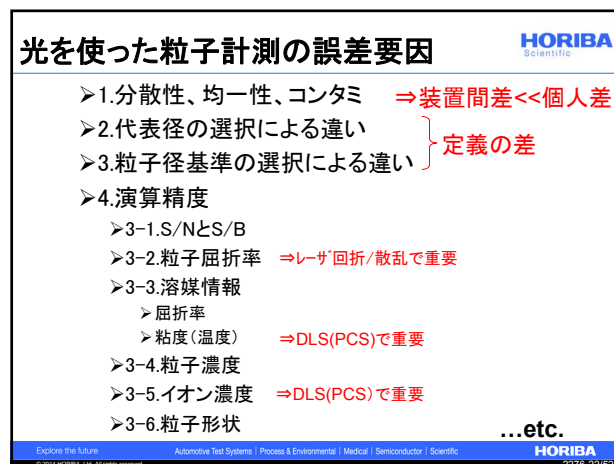 光を使った粒子計測の誤差要因
HORIBA
Scientific
➢1.分散性、均一性、コンタミ ⇒装置間差<<個人差
➢2.代表径の選択による違い
➢3.粒子径基準の選択による違い
定義の差
➢4.演算精度
➢3-1.S/NとS/B
➢3-2.粒子屈折率 ⇒レーザ回折/散乱で重要
➢3-3.溶媒情報
➢屈折率
➢粘度(温度) ⇒DLS(PCS)で重要
➢3-4.粒子濃度
➢3-5.イオン濃度 ⇒DLS(PCS)で重要
➢3-6.粒子形状
...etc.
Explore the future Automotive Test Systems | Process & Environmental | Medical | Semiconductor | Scientific HORIBA